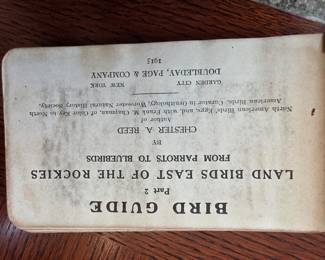 BIRD GUIDE
Part 2
LAND BIRDS EAST OF THE ROCKIES
FROM PARROTS TO BLUEBIRDS
BY
CHESTER A REED
Author of
North American Birds, Eggs, and, with Frank M. Chapman, of Color Key to North
American Birds, Curator in Ornithology, Worcester Natural History Society,
GARDEN CITY NEW YORK
DOUBLEDAY, PAGE & COMPANY
1915